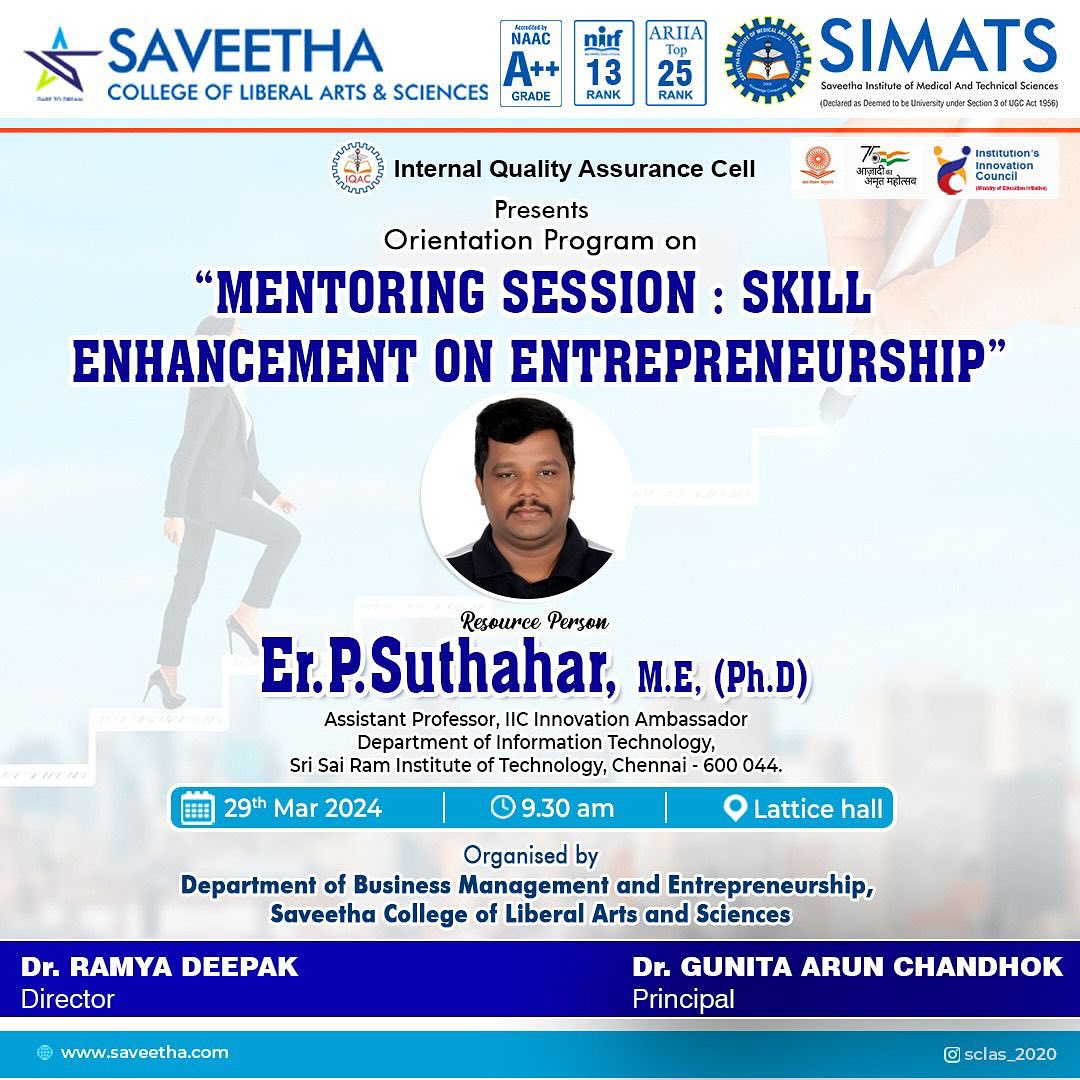 SAVEETHA
COLLEGE OF LIBERAL ARTS & SCIENCES
Accredited by
NAAC
A++
GRADE
nirf
13
RANK
ARIIA
Top
25
RANK
SIMATS
Saveetha Institute of Medical And Technical Sciences
(Declared as Deemed to be University under Section 3 of UGC Act 1956)
IQAC
Internal Quality Assurance Cell
75
आज़ादी का
अमृत महोत्सव
Institution's
Innovation
Council
(Ministry of Education Initiative)
Presents
Orientation Program on
“MENTORING SESSION : SKILL
ENHANCEMENT ON ENTREPRENEURSHIP”
Resource Person
Er.P.Suthahar, M.E, (Ph.D)
Assistant Professor, IIC Innovation Ambassador
Department of Information Technology,
Sri Sai Ram Institute of Technology, Chennai - 600 044.
29th Mar 2024
9.30 am
Lattice hall
Organised by
Department of Business Management and Entrepreneurship,
Saveetha College of Liberal Arts and Sciences
Dr. RAMYA DEEPAK
Director
Dr. GUNITA ARUN CHANDHOK
Principal
www.saveetha.com
sclas_2020